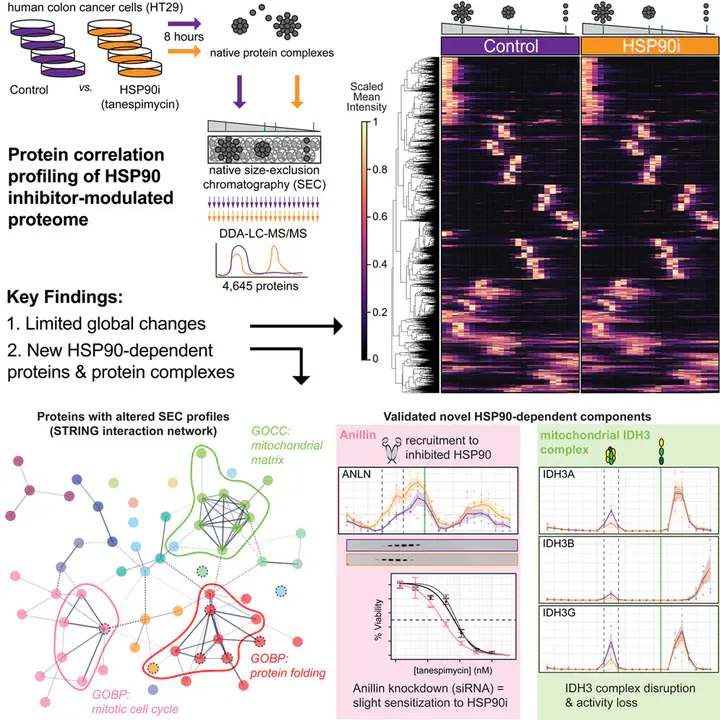 human colon cancer cells (HT29)
8 hours
native protein complexes
Control
vs.
HSP90i
(tanespimycin)
Protein correlation
profiling of HSP90
inhibitor-modulated
proteome
native size-exclusion
chromatography (SEC)
DDA-LC-MS/MS
4,645 proteins
Key Findings:
1. Limited global changes
2. New HSP90-dependent
proteins & protein complexes
Control
HSP90i
Scaled
Mean
Intensity
1
0.8
0.6
0.4
0.2
0
Proteins with altered SEC profiles
(STRING interaction network)
GOCC:
mitochondrial
matrix
GOBP:
protein folding
GOBP:
mitotic cell cycle
Validated novel HSP90-dependent components
Anillin
recruitment to
inhibited HSP90
ANLN
% Viability
[tanespimycin] (nM)
Anillin knockdown (siRNA) =
slight sensitization to HSP90i
mitochondrial IDH3
complex
IDH3A
IDH3B
IDH3G
IDH3 complex disruption
& activity loss